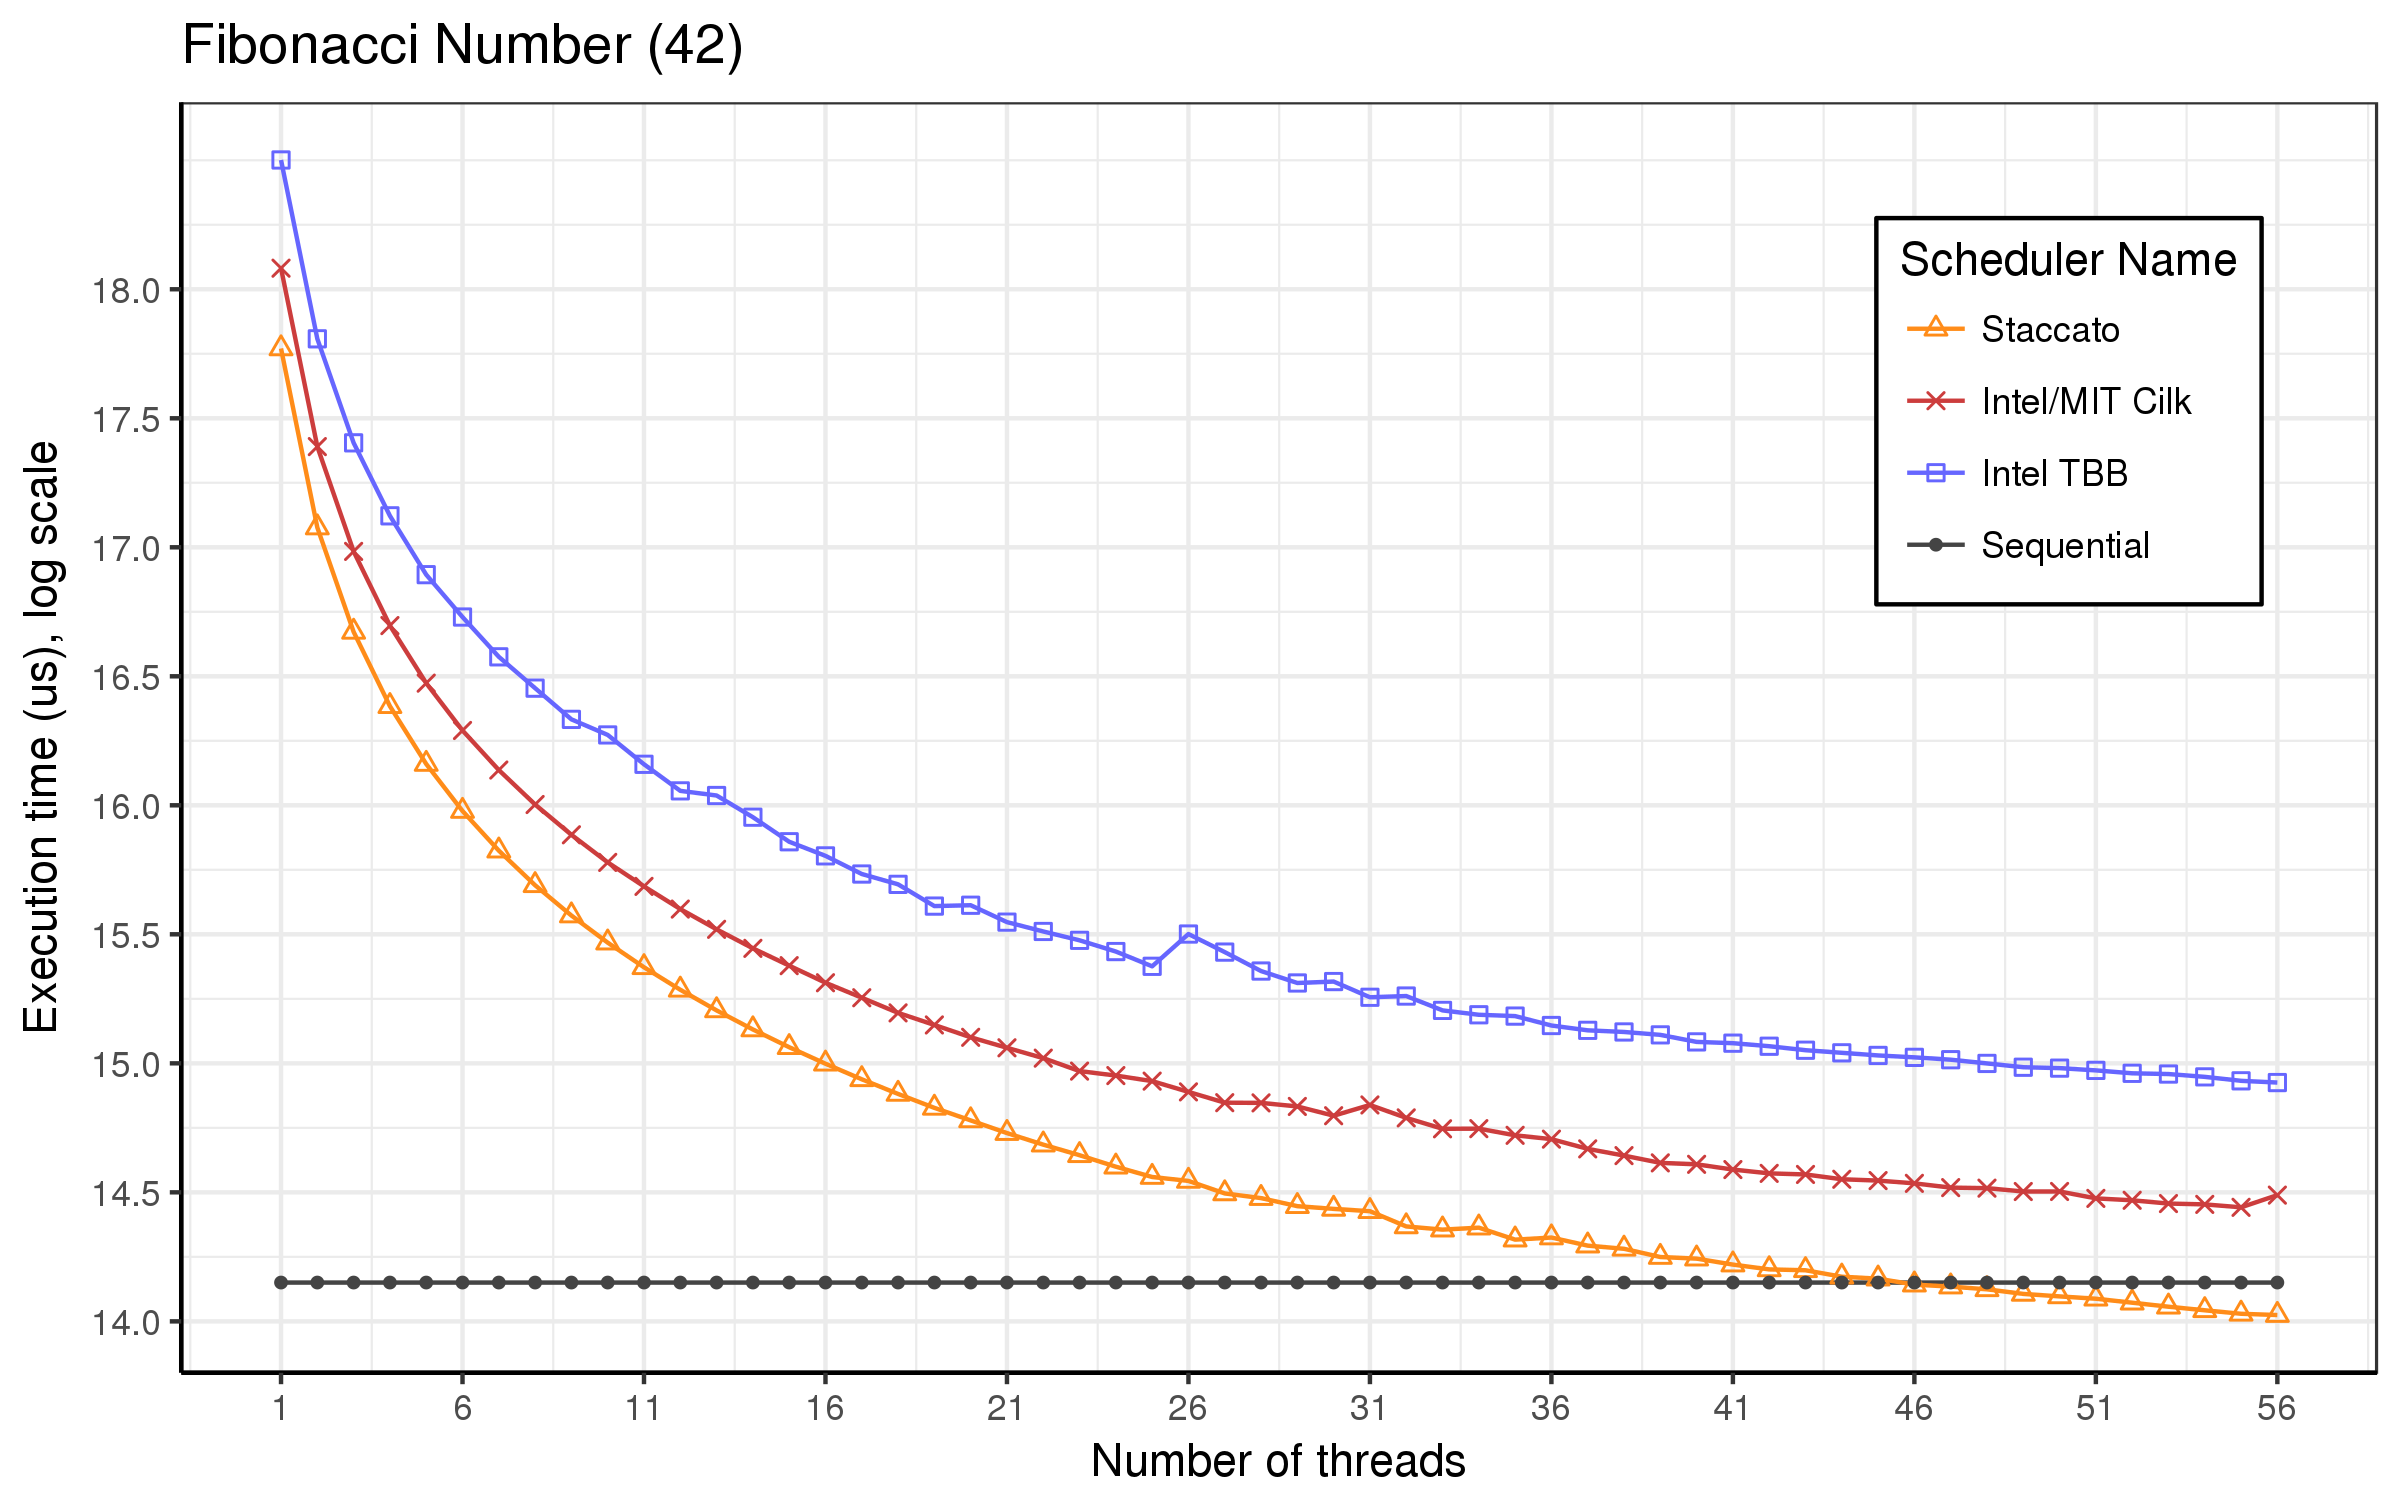 Fibonacci Number (42)
Execution time (us), log scale
18.0
17.5
17.0
16.5
16.0
15.5
15.0
14.5
14.0
Scheduler Name
Staccato
Intel/MIT Cilk
Intel TBB
Sequential
1 6 11 16 21 26 31 36 41 46 51 56
Number of threads